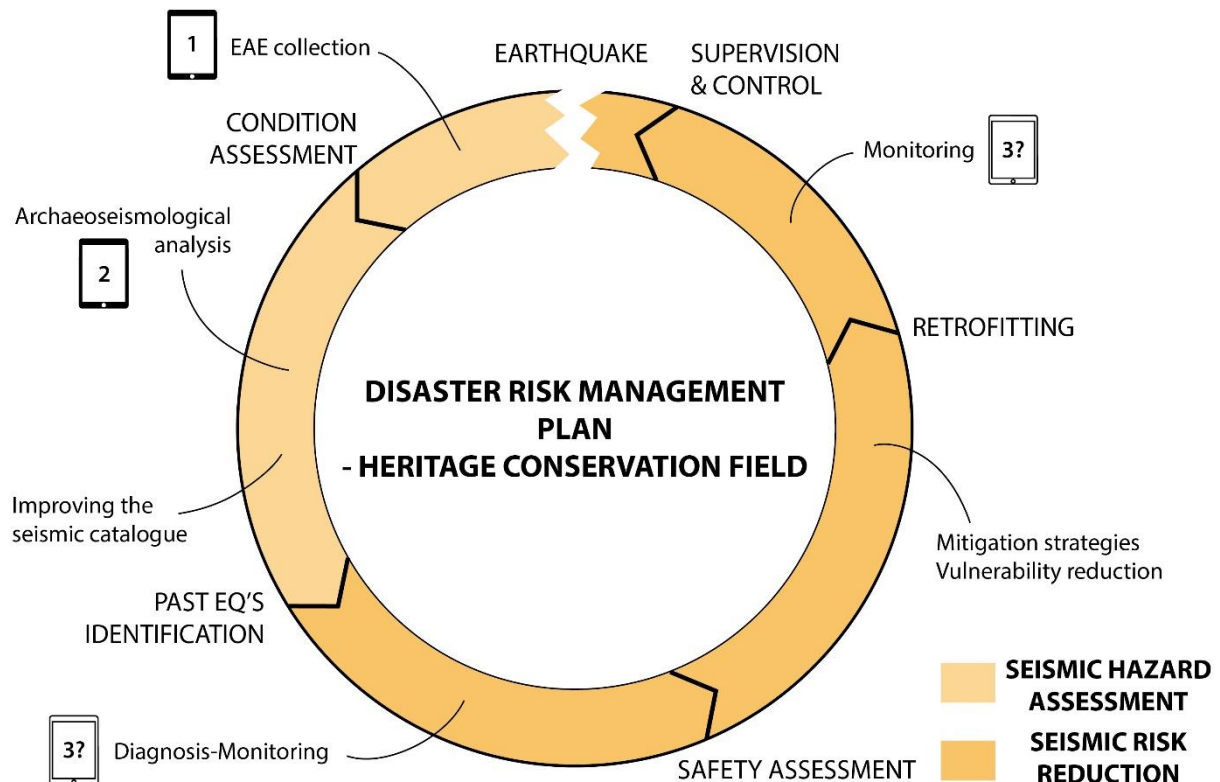 EARTHQUAKE
SUPERVISION
& CONTROL
1
EAE collection
CONDITION
ASSESSMENT
Monitoring
3?
Archaeoseismological
analysis
2
RETROFITTING
DISASTER RISK MANAGEMENT
PLAN
- HERITAGE CONSERVATION FIELD
Improving the
seismic catalogue
Mitigation strategies
Vulnerability reduction
PAST EQ'S
IDENTIFICATION
3?
Diagnosis-Monitoring
SAFETY ASSESSMENT
SEISMIC HAZARD
ASSESSMENT
SEISMIC RISK
REDUCTION